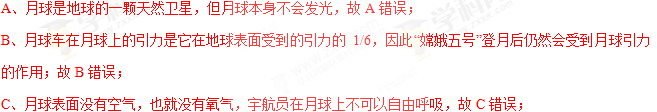 A、月球是地球的一颗天然卫星，但月球本身不会发光，故 A 错误；
B、月球车在月球上的引力是它在地球表面受到的引力的 1/6，因此“嫦娥五号”登月后仍然会受到月球引力
的作用；故 B 错误；
C、月球表面没有空气，也就没有氧气，宇航员在月球上不可以自由呼吸，故 C 错误；